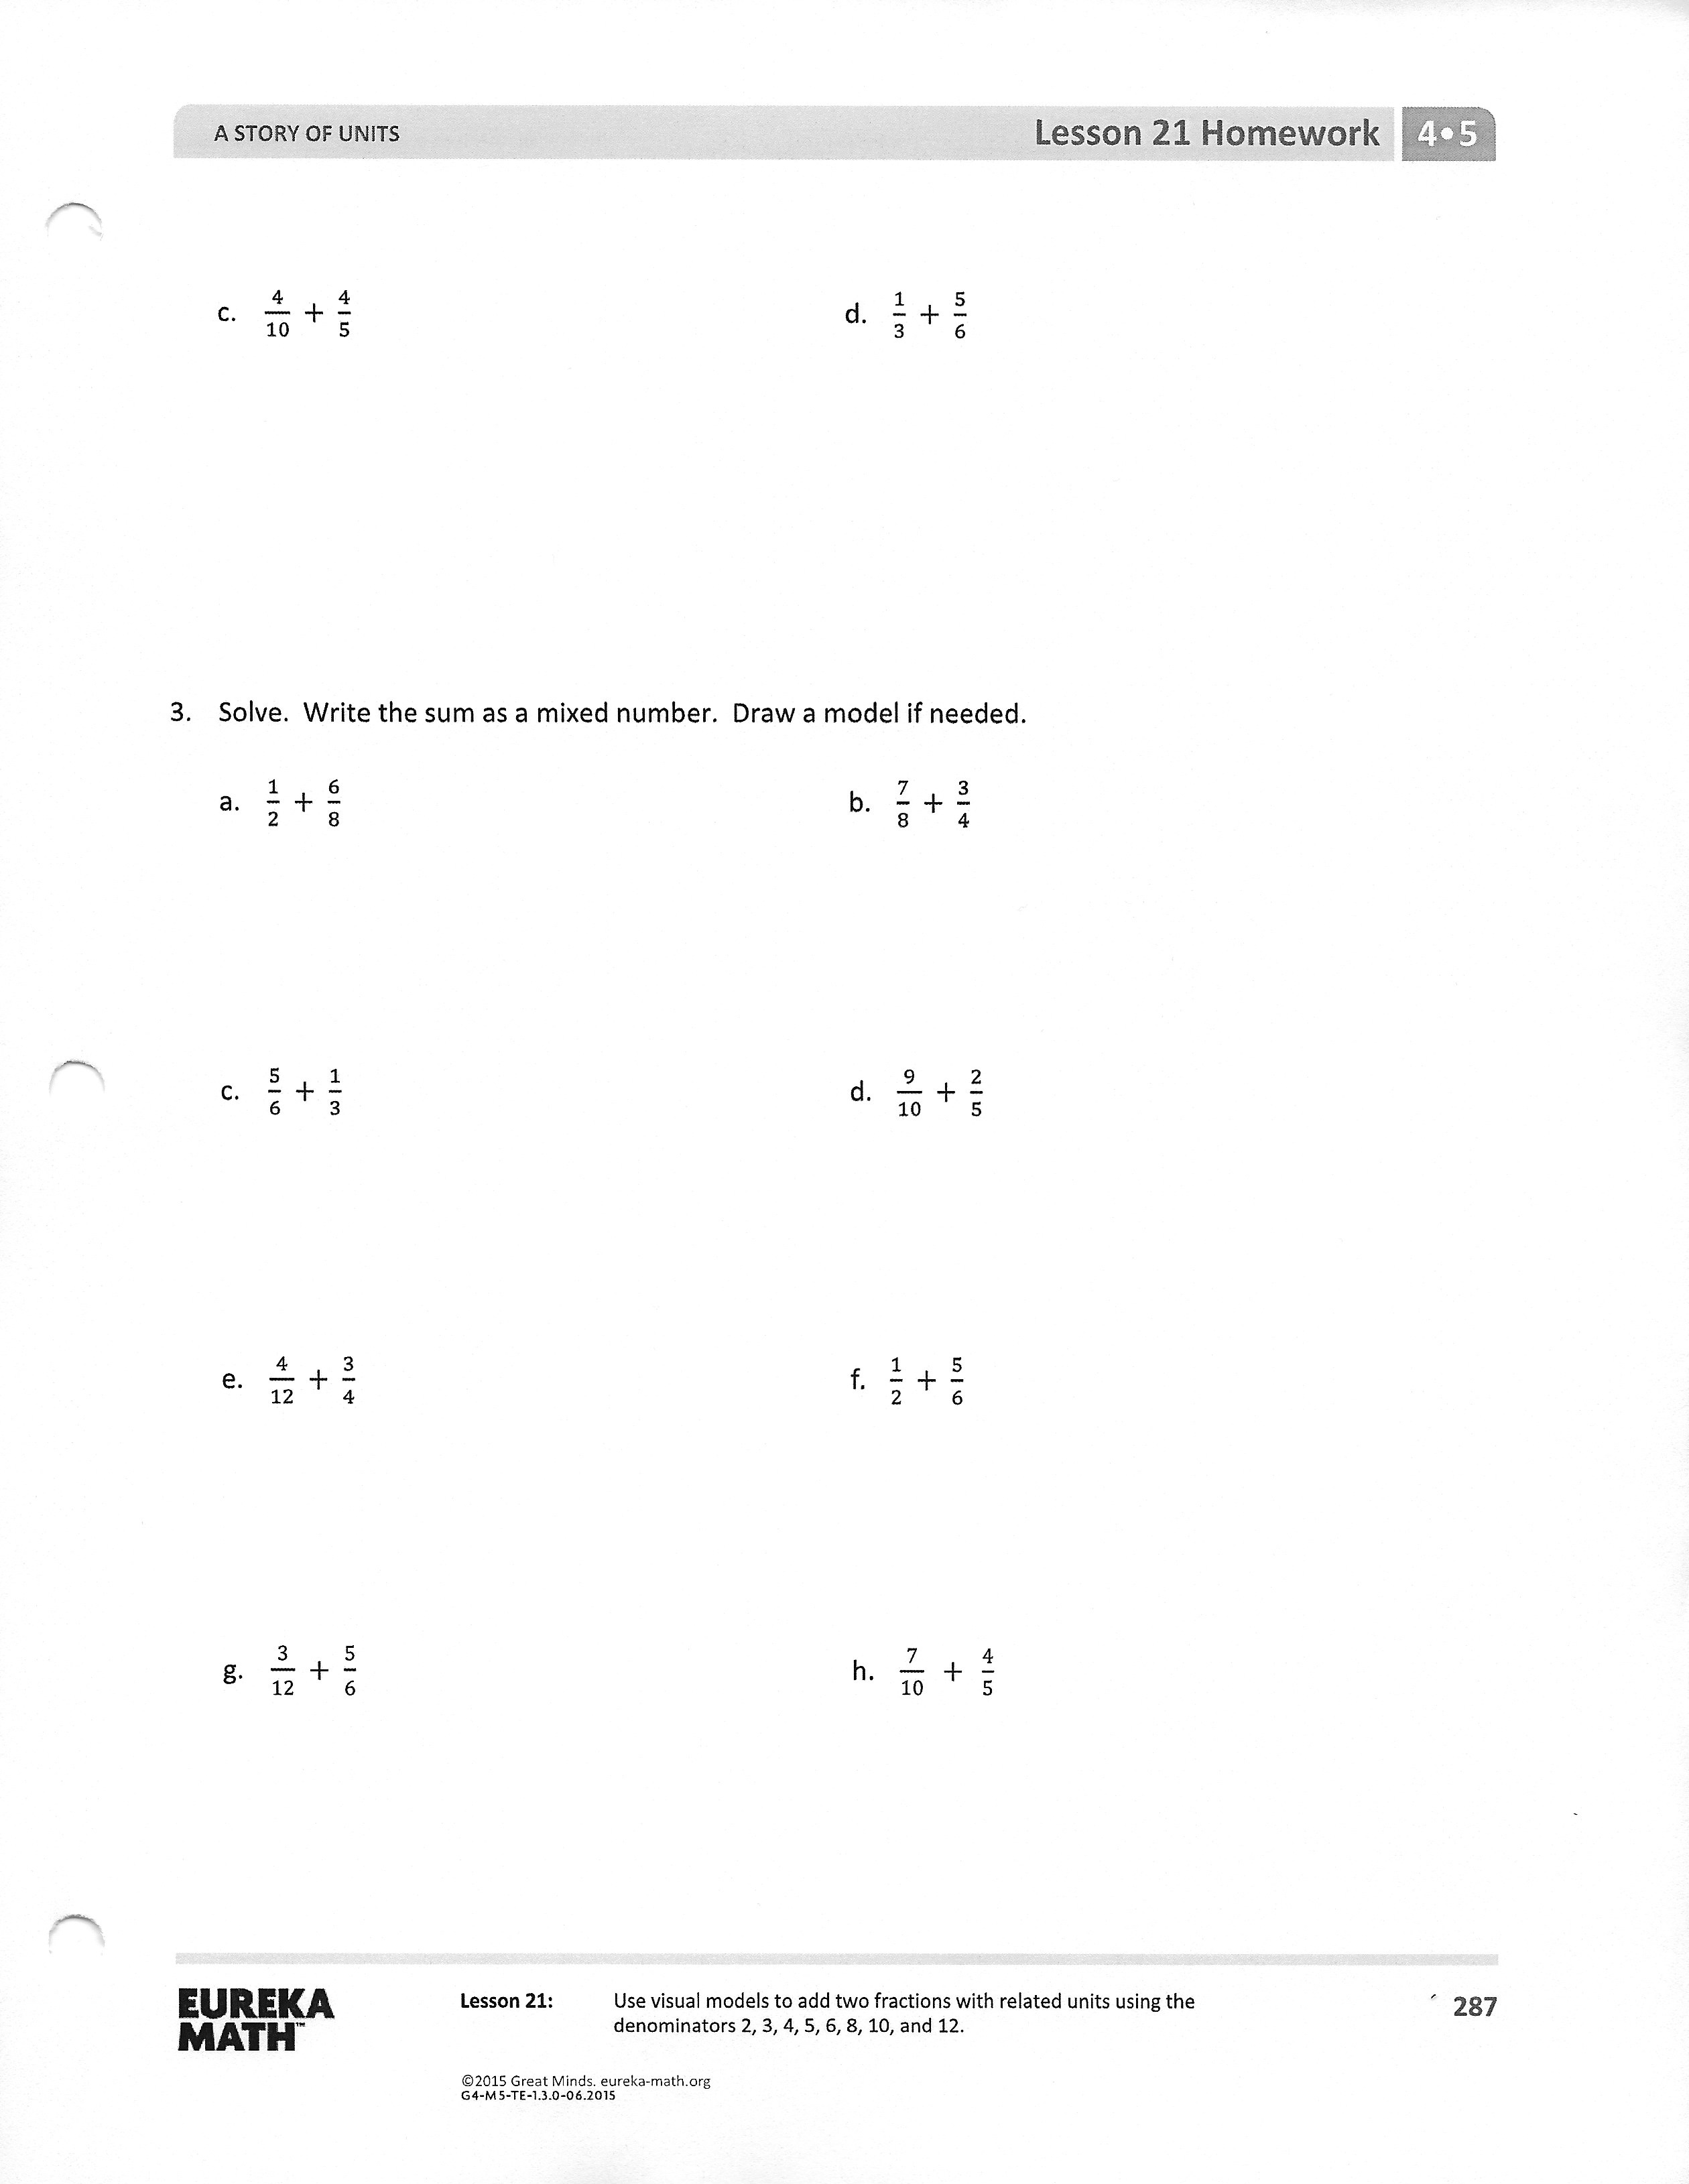 A STORY OF UNITS
Lesson 21 Homework 4•5
c. 4/10 + 4/5
d. 1/3 + 5/6
3. Solve. Write the sum as a mixed number. Draw a model if needed.
a. 1/2 + 6/8
b. 7/8 + 3/4
c. 5/6 + 1/3
d. 9/10 + 2/5
e. 4/12 + 3/4
f. 1/2 + 5/6
g. 3/12 + 5/6
h. 7/10 + 4/5
EUREKA
MATH™
Lesson 21: Use visual models to add two fractions with related units using the
denominators 2, 3, 4, 5, 6, 8, 10, and 12.
287
©2015 Great Minds. eureka-math.org
G4-M5-TE-1.3.0-06.2015